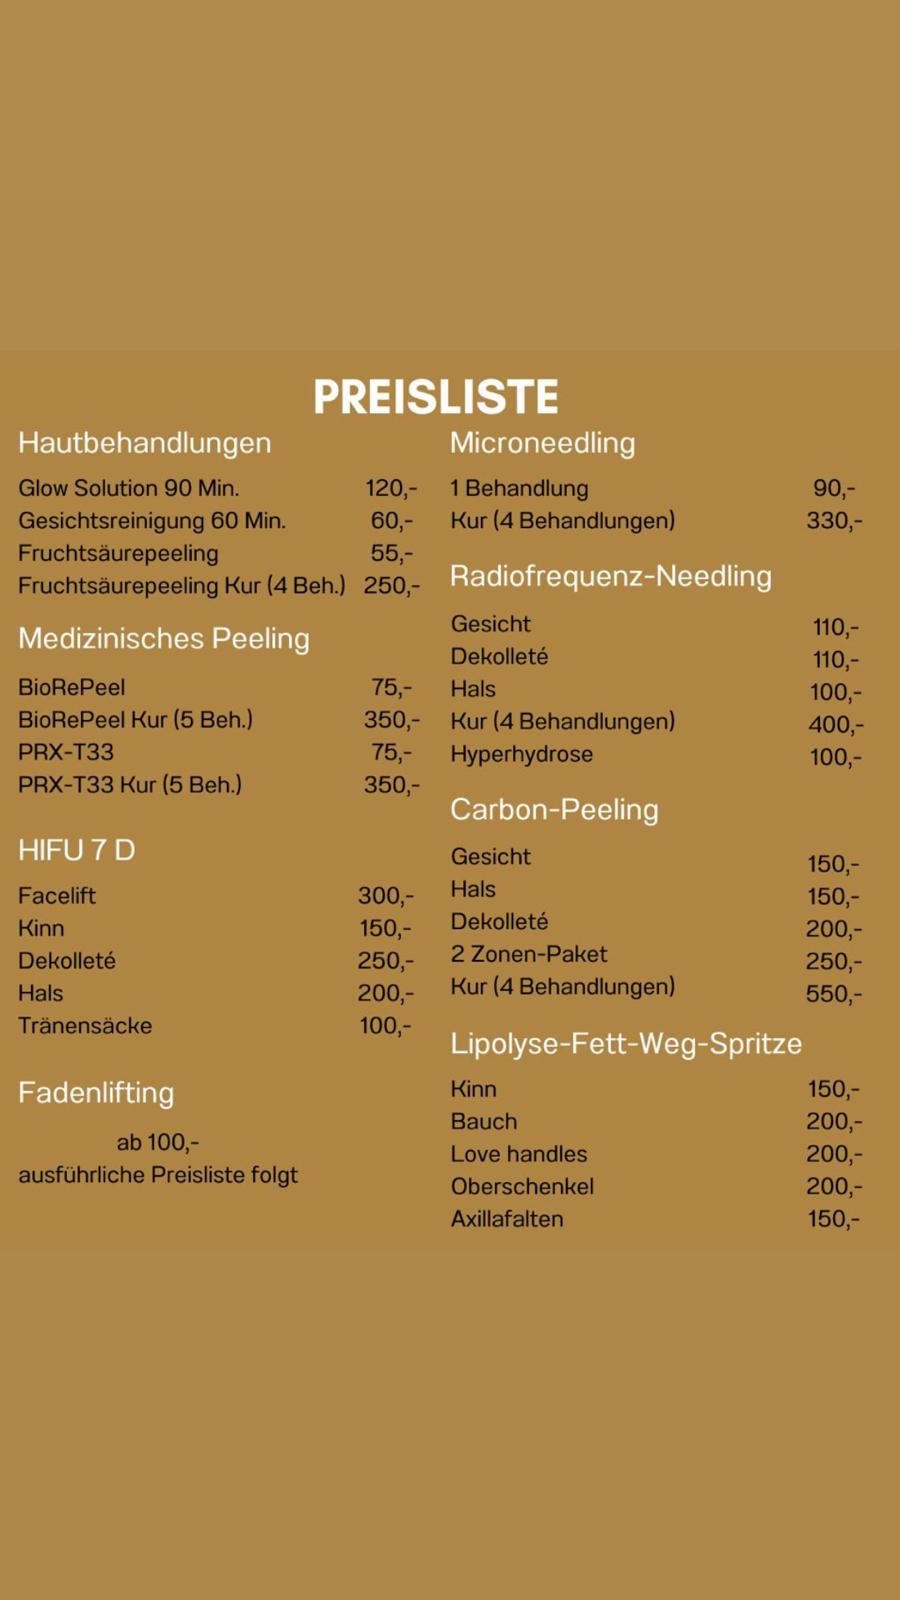 PREISLISTE
Hautbehandlungen
Glow Solution 90 Min. 120,-
Gesichtsreinigung 60 Min. 60,-
Fruchtsäurepeeling 55,-
Fruchtsäurepeeling Kur (4 Beh.) 250,-
Medizinisches Peeling
BioRePeel 75,-
BioRePeel Kur (5 Beh.) 350,-
PRX-T33 75,-
PRX-T33 Kur (5 Beh.) 350,-
HIFU 7 D
Facelift 300,-
Kinn 150,-
Dekolleté 250,-
Hals 200,-
Tränensäcke 100,-
Fadenlifting
ab 100,-
ausführliche Preisliste folgt
Microneedling
1 Behandlung 90,-
Kur (4 Behandlungen) 330,-
Radiofrequenz-Needling
Gesicht 110,-
Dekolleté 110,-
Hals 100,-
Kur (4 Behandlungen) 400,-
Hyperhydrose 100,-
Carbon-Peeling
Gesicht 150,-
Hals 150,-
Dekolleté 200,-
2 Zonen-Paket 250,-
Kur (4 Behandlungen) 550,-
Lipolyse-Fett-Weg-Spritze
Kinn 150,-
Bauch 200,-
Love handles 200,-
Oberschenkel 200,-
Axillafalten 150,-